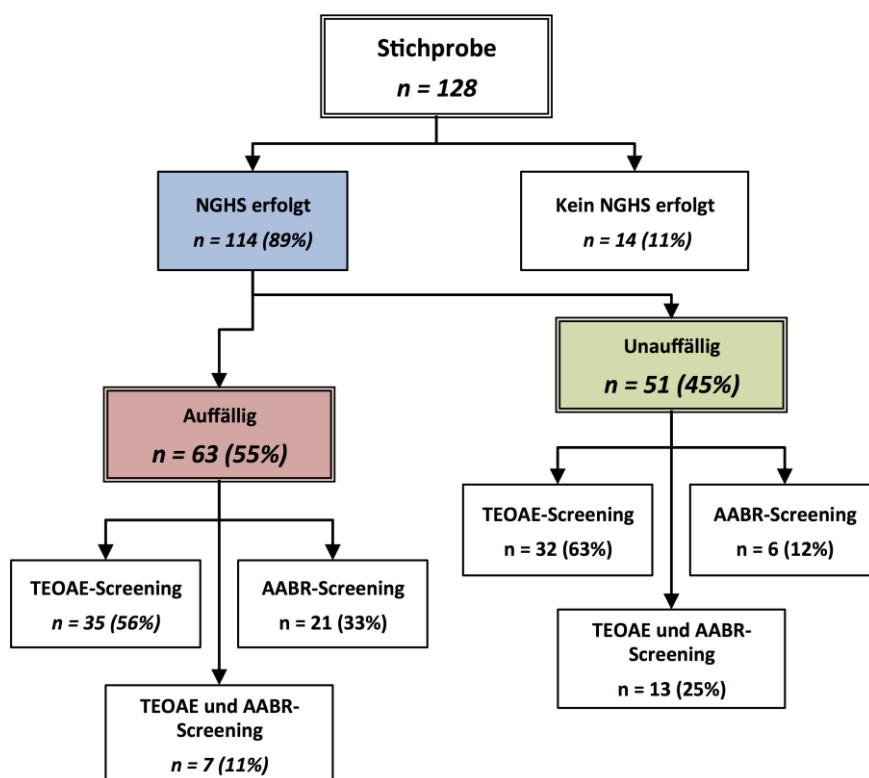 Stichprobe
n = 128
NGHS erfolgt
n = 114 (89%)
Kein NGHS erfolgt
n = 14 (11%)
Unauffällig
n = 51 (45%)
Auffällig
n = 63 (55%)
TEOAE-Screening
n = 32 (63%)
AABR-Screening
n = 6 (12%)
TEOAE-Screening
n = 35 (56%)
AABR-Screening
n = 21 (33%)
TEOAE und AABR-
Screening
n = 13 (25%)
TEOAE und AABR-
Screening
n = 7 (11%)